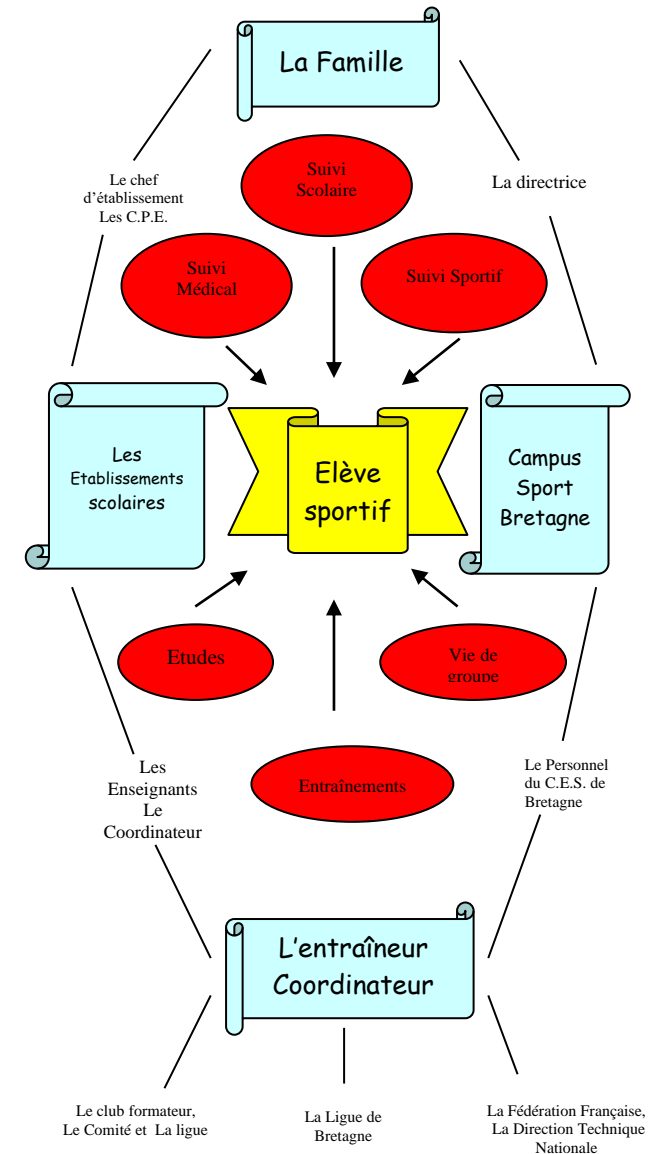 La Famille
Suivi
Scolaire
Le chef
d'établissement
Les C.P.E.
La directrice
Suivi
Médical
Suivi Sportif
Les
Etablissements
scolaires
Elève
sportif
Campus
Sport
Bretagne
Etudes
Vie de
groupe
Les
Enseignants
Le
Coordinateur
Entraînements
Le Personnel
du C.E.S. de
Bretagne
L'entraîneur
Coordinateur
Le club formateur,
Le Comité et La ligue
La Ligue de
Bretagne
La Fédération Française,
La Direction Technique
Nationale